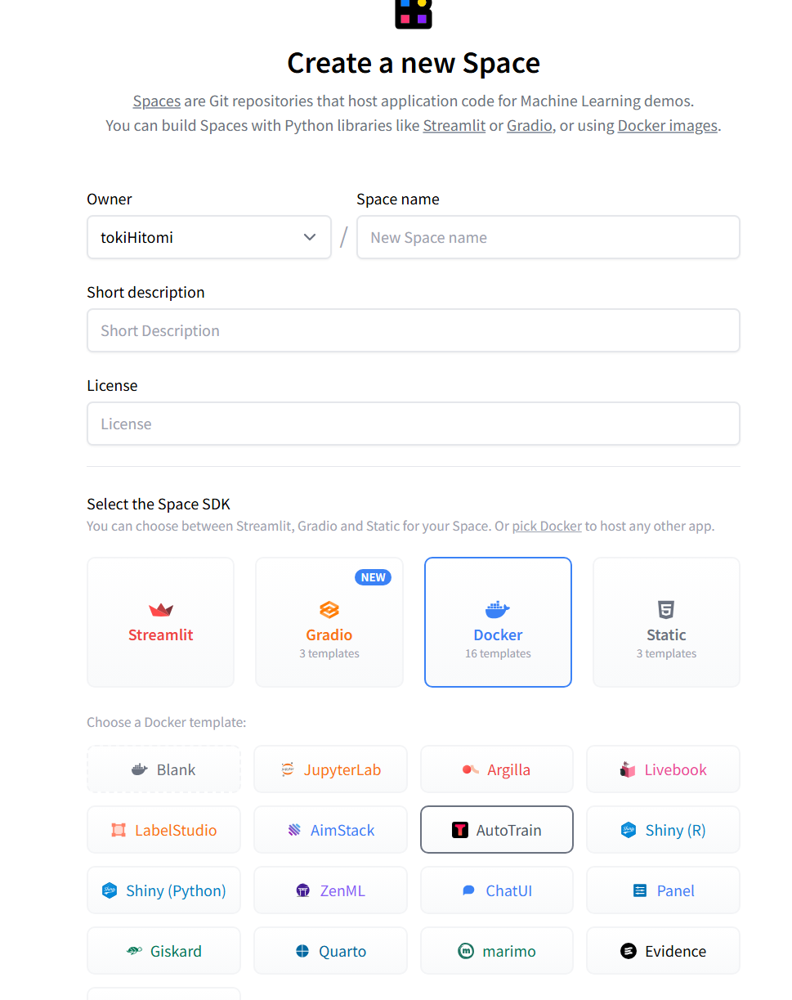 Create a new Space
Spaces are Git repositories that host application code for Machine Learning demos.
You can build Spaces with Python libraries like Streamlit or Gradio, or using Docker images.
Owner
Space name
tokiHitomi
/
New Space name
Short description
Short Description
License
License
Select the Space SDK
You can choose between Streamlit, Gradio and Static for your Space. Or pick Docker to host any other app.
Streamlit
NEW
Gradio
3 templates
Docker
16 templates
Static
3 templates
Choose a Docker template:
Blank
JupyterLab
Argilla
Livebook
LabelStudio
AimStack
AutoTrain
Shiny (R)
Shiny (Python)
ZenML
ChatUI
Panel
Giskard
Quarto
marimo
Evidence